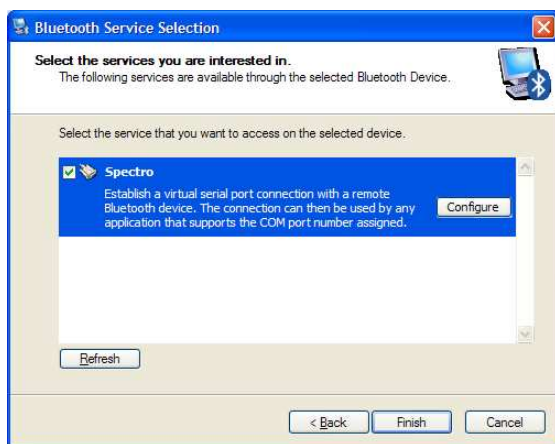 Bluetooth Service Selection
Select the services you are interested in.
The following services are available through the selected Bluetooth Device.
Select the service that you want to access on the selected device.
Spectro
Establish a virtual serial port connection with a remote
Bluetooth device. The connection can then be used by any
application that supports the COM port number assigned.
Configure
Refresh
< Back
Finish
Cancel